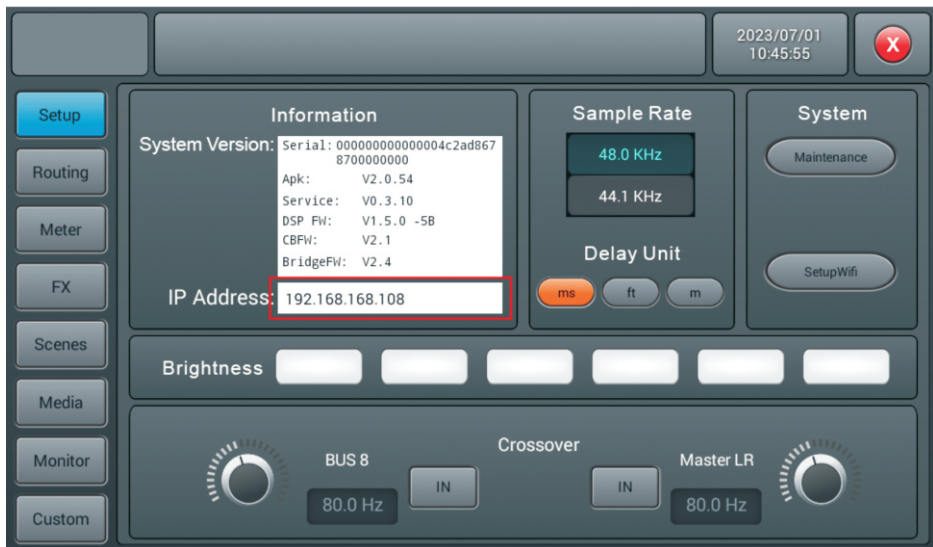 2023/07/01
10:45:55
X
Setup
Routing
Meter
FX
Scenes
Media
Monitor
Custom
Information
System Version:
Serial: 000000000000004c2ad867
8700000000
Apk: V2.0.54
Service: V0.3.10
DSP FW: V1.5.0 -5B
CBFW: V2.1
BridgeFW: V2.4
IP Address: 192.168.168.108
Sample Rate
48.0 KHz
44.1 KHz
Delay Unit
ms ft m
System
Maintenance
SetupWifi
Brightness
Crossover
BUS 8
80.0 Hz
IN
IN
Master LR
80.0 Hz